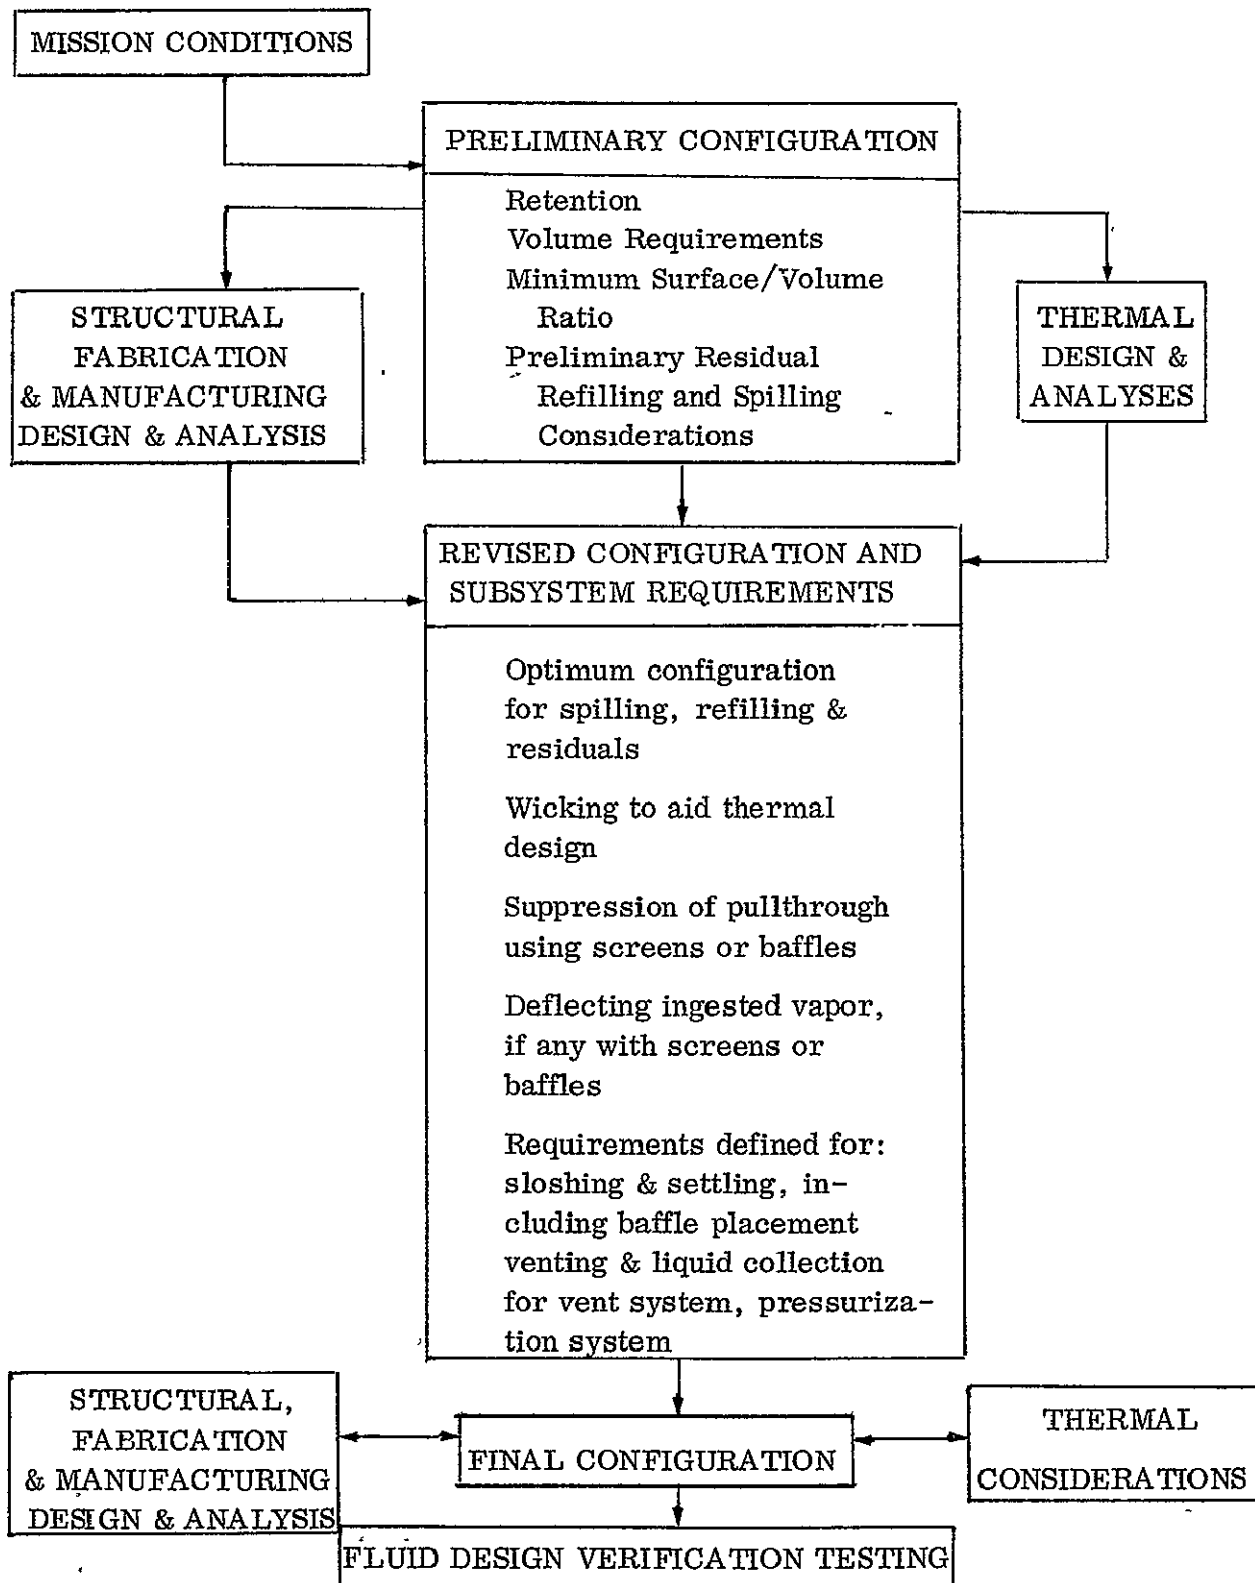 MISSION CONDITIONS
PRELIMINARY CONFIGURATION
Retention
Volume Requirements
Minimum Surface/Volume
Ratio
Preliminary Residual
Refilling and Spilling
Considerations
STRUCTURAL
FABRICATION
& MANUFACTURING
DESIGN & ANALYSIS
THERMAL
DESIGN &
ANALYSES
REVISED CONFIGURATION AND
SUBSYSTEM REQUIREMENTS
Optimum configuration
for spilling, refilling &
residuals
Wicking to aid thermal
design
Suppression of pullthrough
using screens or baffles
Deflecting ingested vapor,
if any with screens or
baffles
Requirements defined for:
sloshing & settling, in-
cluding baffle placement
venting & liquid collection
for vent system, pressuriza-
tion system
STRUCTURAL,
FABRICATION
& MANUFACTURING
DESIGN & ANALYSIS
FINAL CONFIGURATION
THERMAL
CONSIDERATIONS
FLUID DESIGN VERIFICATION TESTING